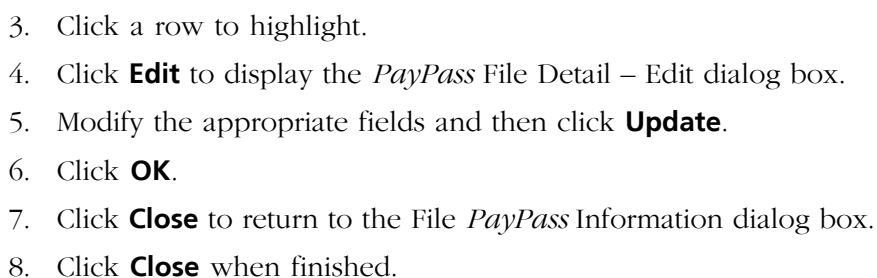 3. Click a row to highlight.
4. Click Edit to display the PayPass File Detail – Edit dialog box.
5. Modify the appropriate fields and then click Update.
6. Click OK.
7. Click Close to return to the File PayPass Information dialog box.
8. Click Close when finished.